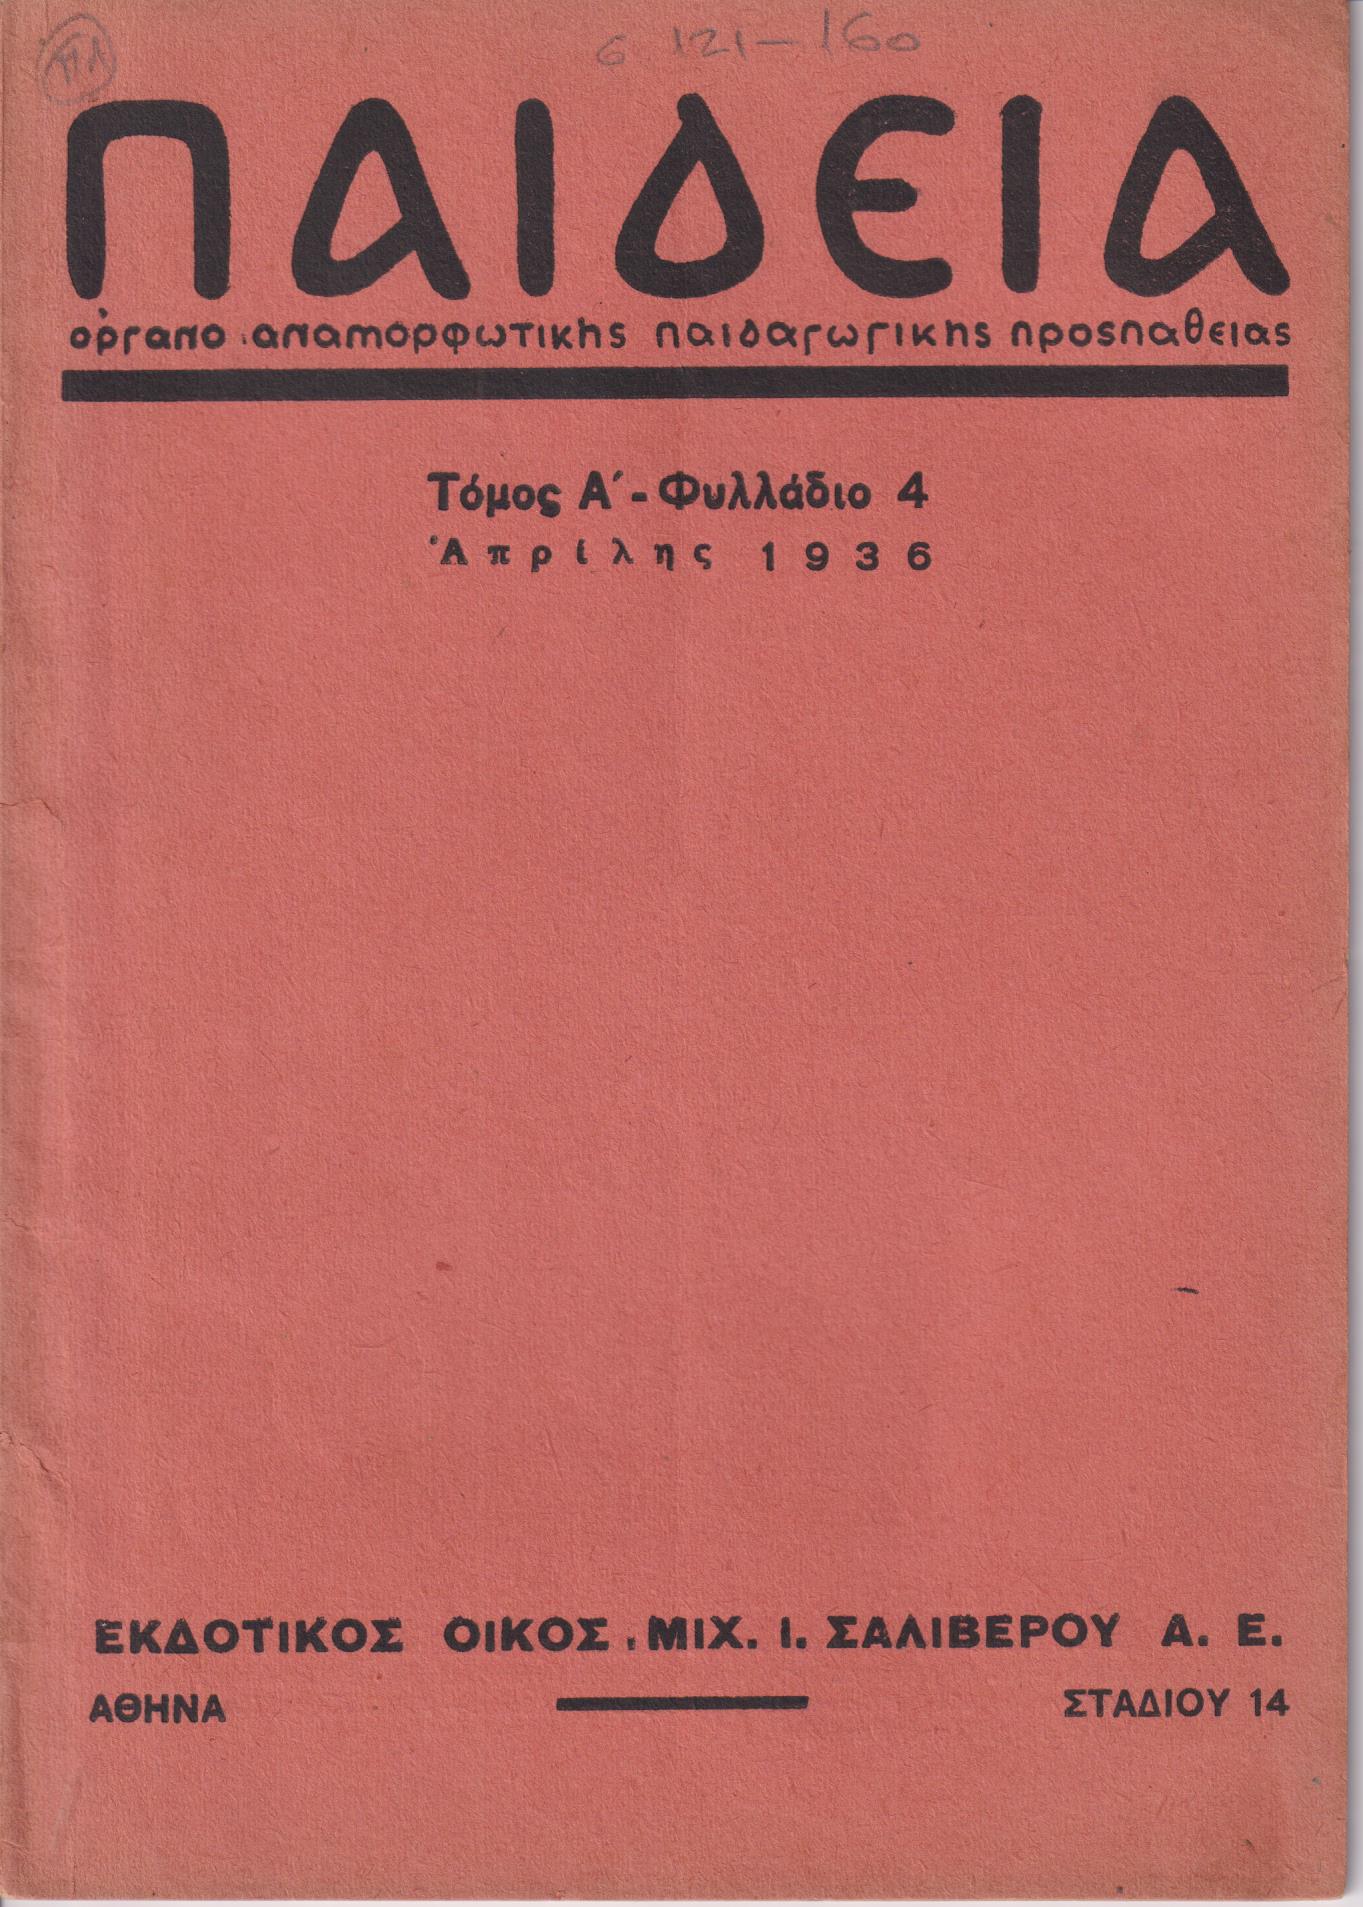 σ. 121-160
ΠΑΙΔΕΙΑ
οργανο αναμορφωτικης παιδαγωγικης προςπαθειας
Τόμος Α΄ - Φυλλάδιο 4
Ἀπρίλης 1936
ΕΚΔΟΤΙΚΟΣ ΟΙΚΟΣ . ΜΙΧ. Ι. ΣΑΛΙΒΕΡΟΥ Α. Ε.
ΑΘΗΝΑ ΣΤΑΔΙΟΥ 14